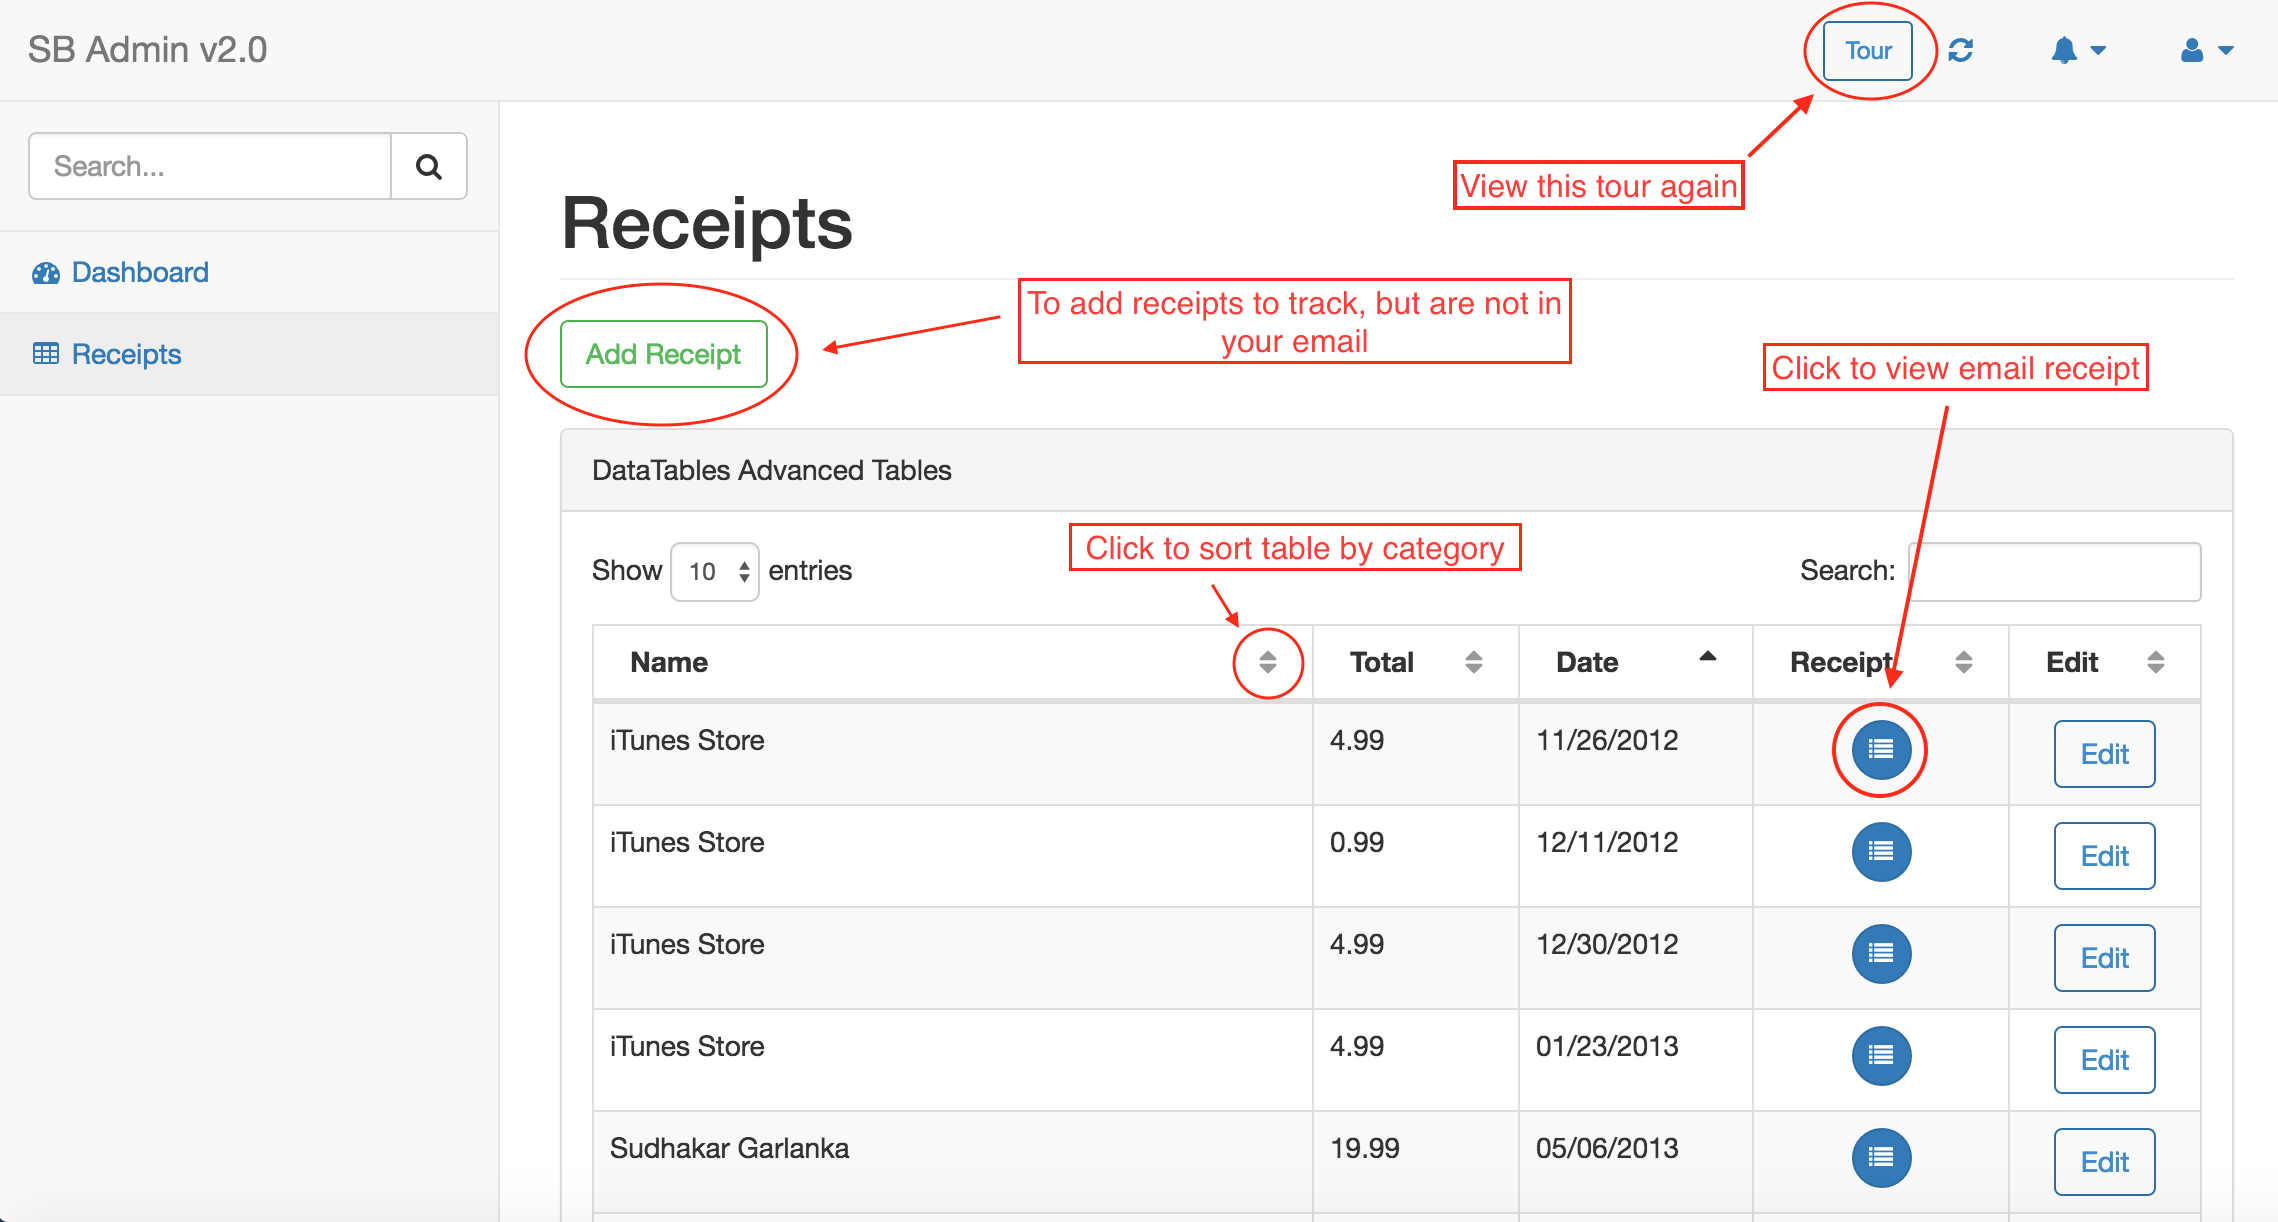 SB Admin v2.0
Tour
Search...
View this tour again
Receipts
Dashboard
Receipts
To add receipts to track, but are not in
your email
Add Receipt
Click to view email receipt
DataTables Advanced Tables
Click to sort table by category
Show 10 entries
Search:
Name Total Date Receipt Edit
iTunes Store 4.99 11/26/2012 Edit
iTunes Store 0.99 12/11/2012 Edit
iTunes Store 4.99 12/30/2012 Edit
iTunes Store 4.99 01/23/2013 Edit
Sudhakar Garlanka 19.99 05/06/2013 Edit